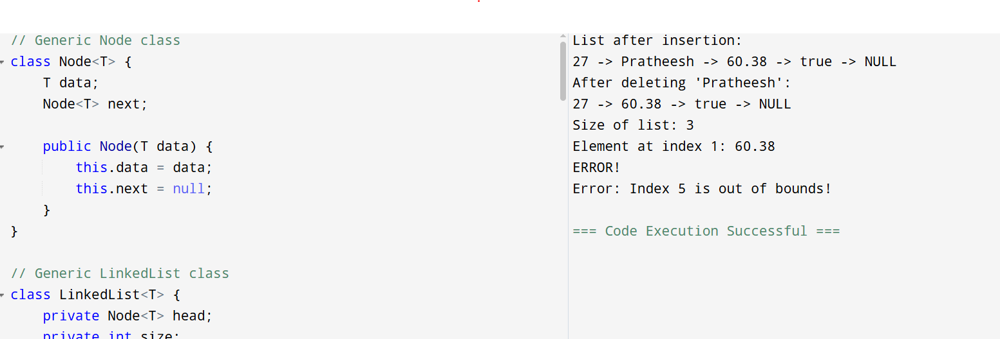 // Generic Node class
class Node<T> {
    T data;
    Node<T> next;
    public Node(T data) {
        this.data = data;
        this.next = null;
    }
}
// Generic LinkedList class
class LinkedList<T> {
    private Node<T> head;
    private int size;
List after insertion:
27 -> Pratheesh -> 60.38 -> true -> NULL
After deleting 'Pratheesh':
27 -> 60.38 -> true -> NULL
Size of list: 3
Element at index 1: 60.38
ERROR!
Error: Index 5 is out of bounds!
=== Code Execution Successful ===